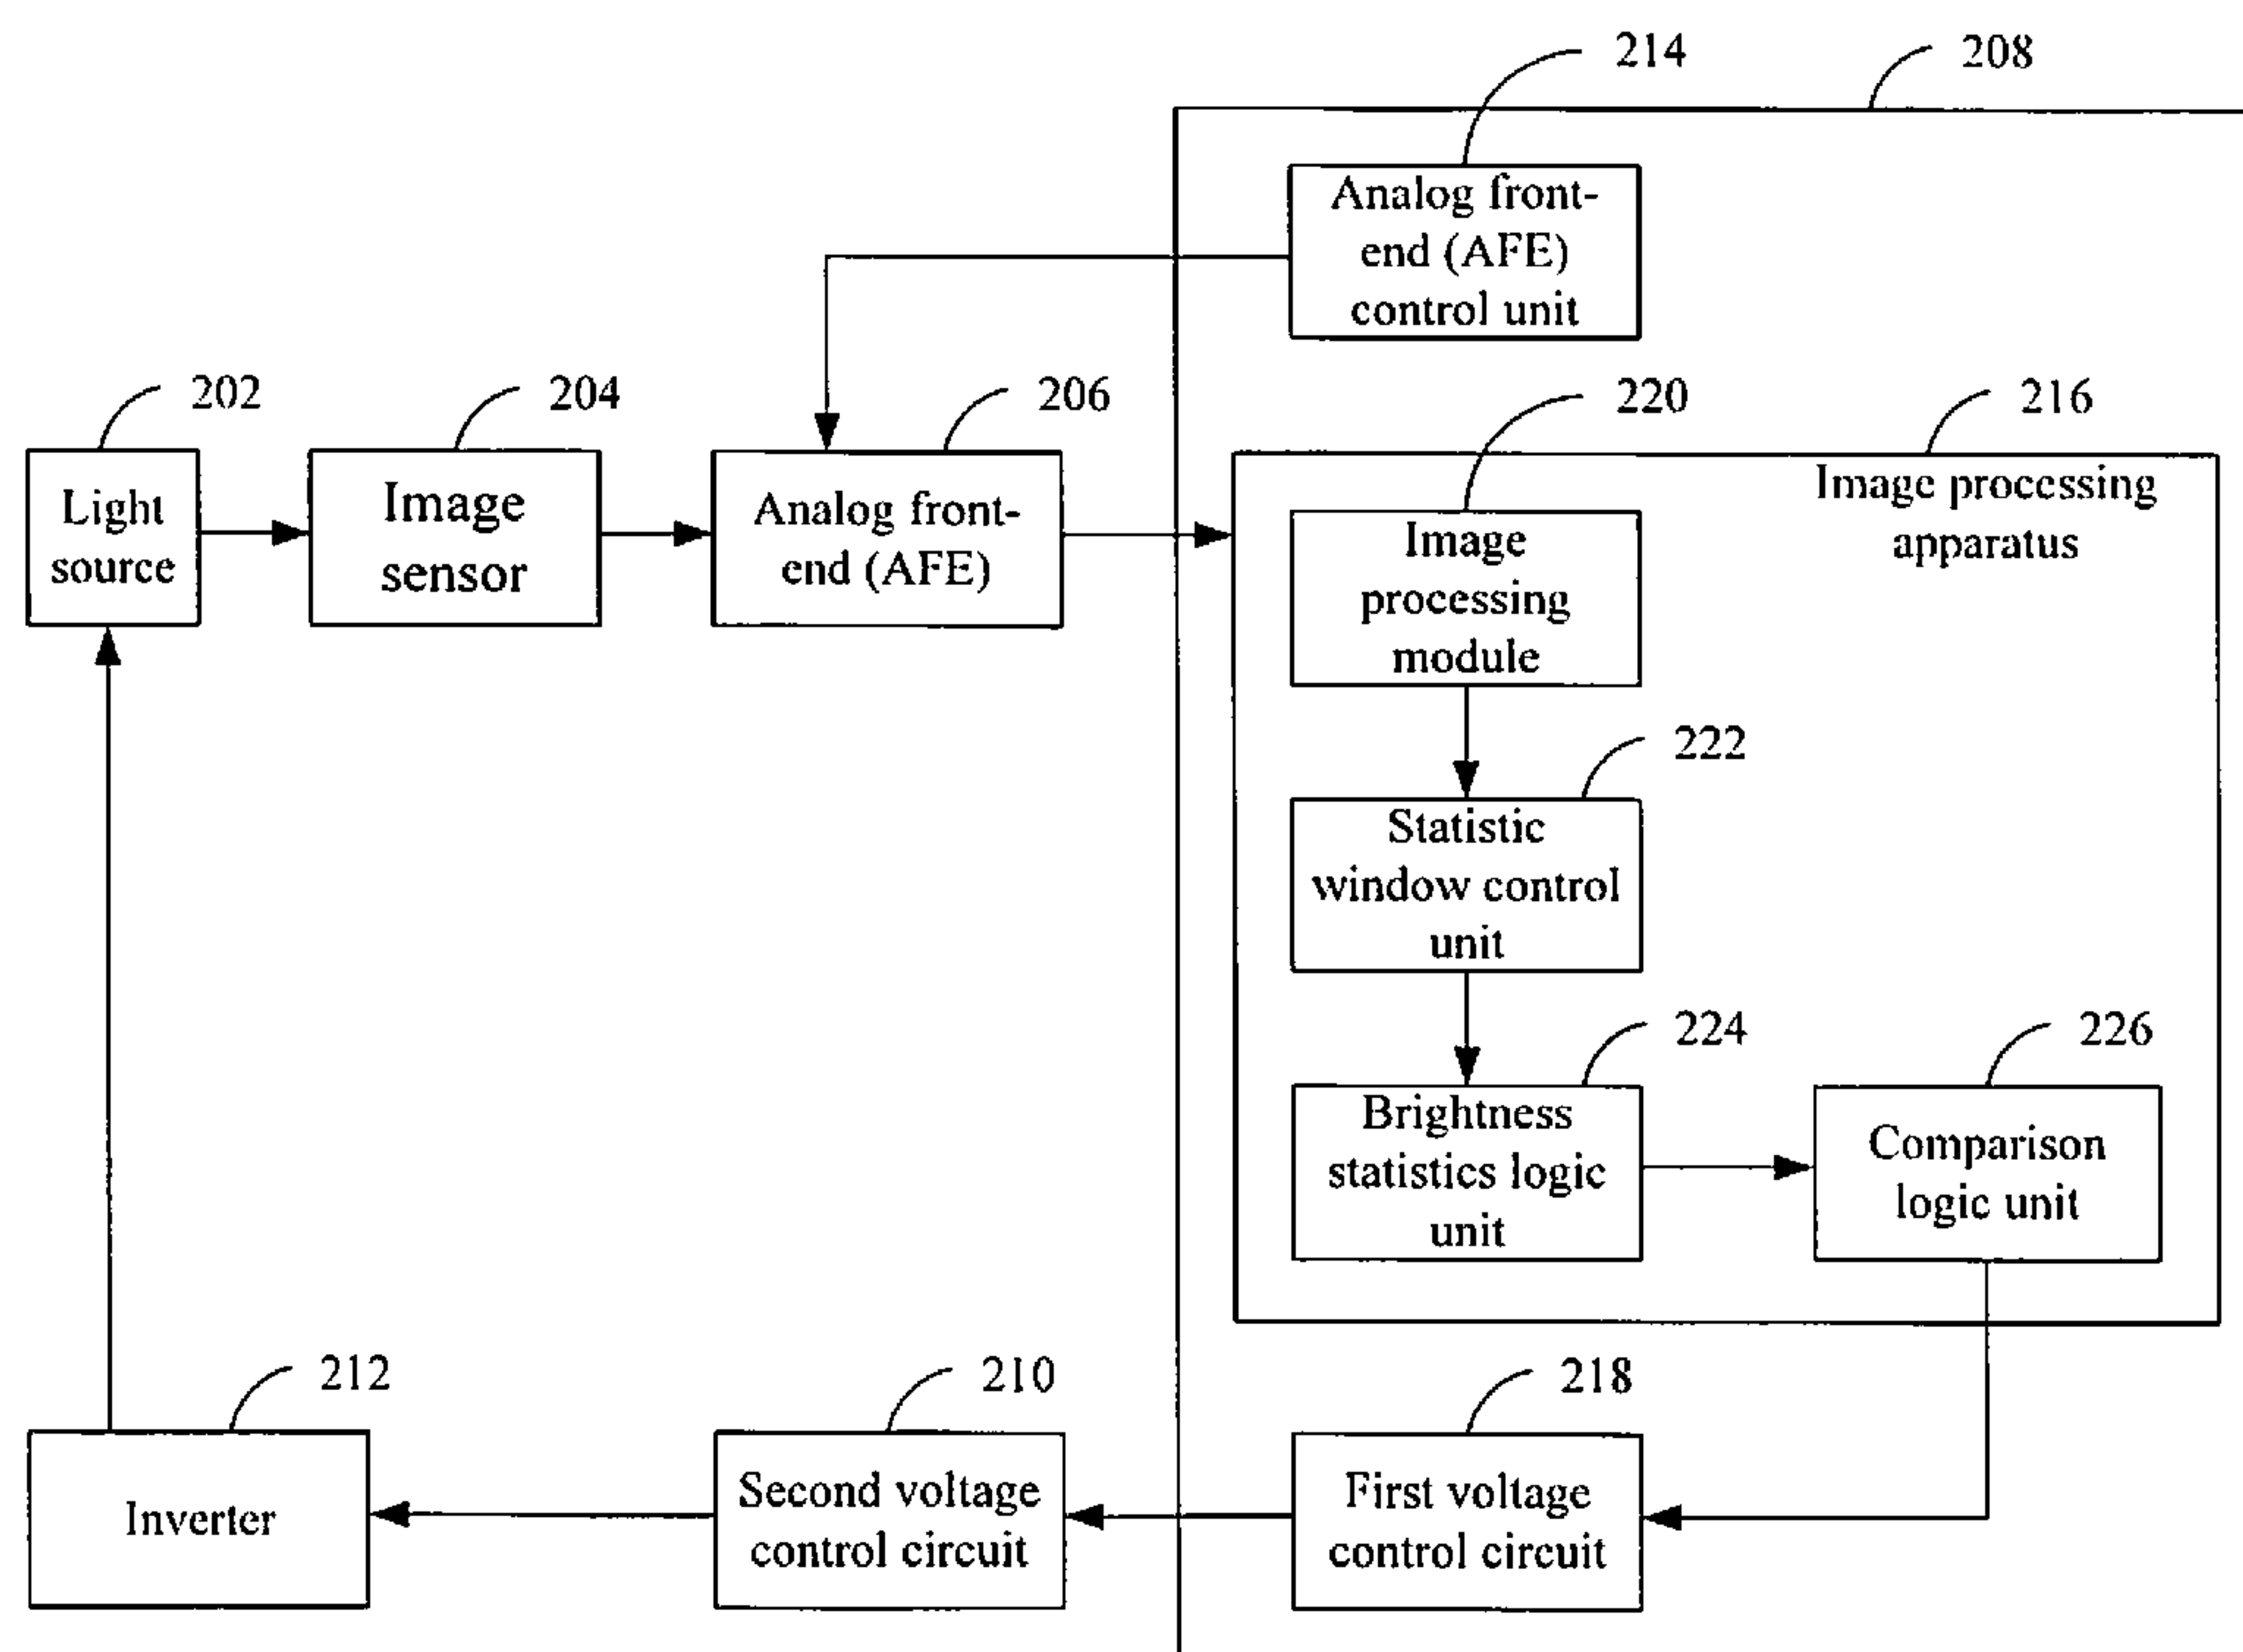 214
208
Analog front-
end (AFE)
control unit
202
204
206
220
216
Light
source
Image
sensor
Analog front-
end (AFE)
Image processing
apparatus
Image
processing
module
222
Statistic
window control
unit
224
226
Brightness
statistics logic
unit
Comparison
logic unit
212
210
218
Inverter
Second voltage
control circuit
First voltage
control circuit